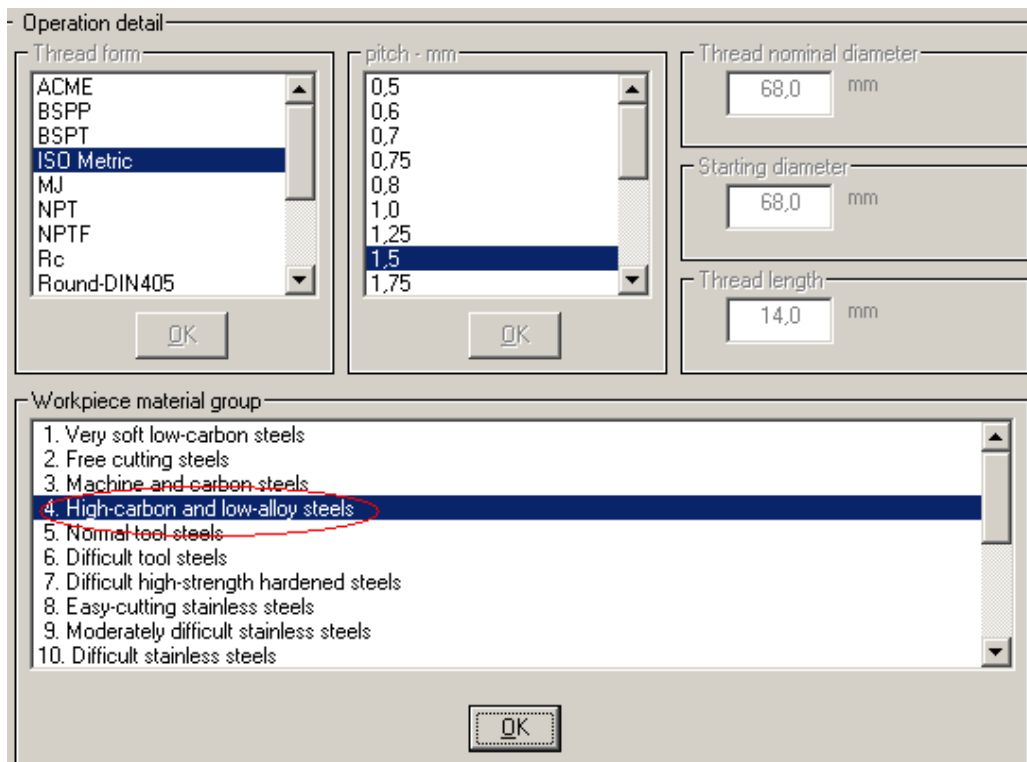 Operation detail
Thread form
ACME
BSPP
BSPT
ISO Metric
MJ
NPT
NPTF
Rc
Round-DIN405
OK
pitch - mm
0,5
0,6
0,7
0,75
0,8
1,0
1,25
1,5
1,75
OK
Thread nominal diameter
68,0 mm
Starting diameter
68,0 mm
Thread length
14,0 mm
Workpiece material group
1. Very soft low-carbon steels
2. Free cutting steels
3. Machine and carbon steels
4. High-carbon and low-alloy steels
5. Normal tool steels
6. Difficult tool steels
7. Difficult high-strength hardened steels
8. Easy-cutting stainless steels
9. Moderately difficult stainless steels
10. Difficult stainless steels
OK